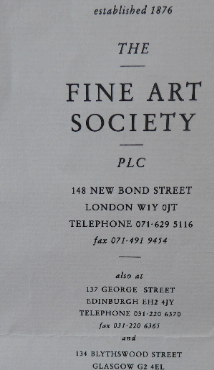 established 1876
THE
FINE ART
SOCIETY
PLC
148 NEW BOND STREET
LONDON W1Y 0JT
TELEPHONE 071-629 5116
fax 071-491 9454
also at
137 GEORGE STREET
EDINBURGH EH2 4JY
TELEPHONE 031-220 6370
fax 031-220 6365
and
134 BLYTHSWOOD STREET
GLASGOW G2 4EL